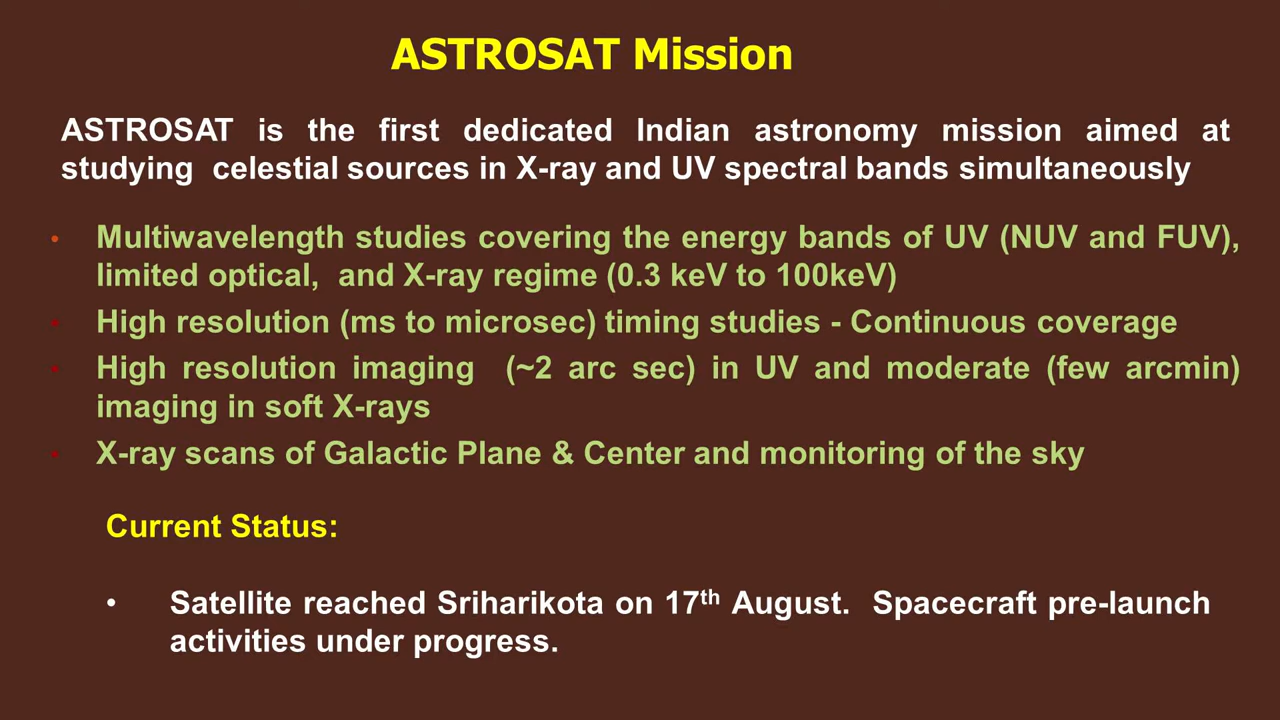 ASTROSAT Mission
ASTROSAT is the first dedicated Indian astronomy mission aimed at
studying celestial sources in X-ray and UV spectral bands simultaneously
• Multiwavelength studies covering the energy bands of UV (NUV and FUV),
limited optical, and X-ray regime (0.3 keV to 100keV)
• High resolution (ms to microsec) timing studies - Continuous coverage
• High resolution imaging (~2 arc sec) in UV and moderate (few arcmin)
imaging in soft X-rays
• X-ray scans of Galactic Plane & Center and monitoring of the sky
Current Status:
• Satellite reached Sriharikota on 17th August. Spacecraft pre-launch
activities under progress.